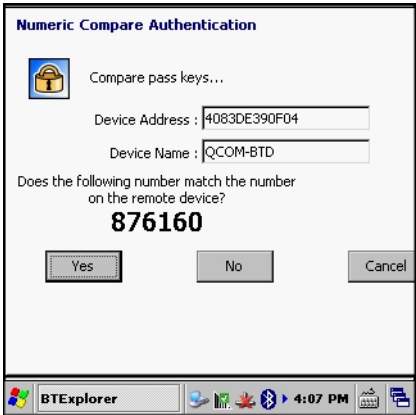 Numeric Compare Authentication
Compare pass keys...
Device Address : 4083DE390F04
Device Name : QCOM-BTD
Does the following number match the number
on the remote device?
876160
Yes No Cancel
BTExplorer 4:07 PM